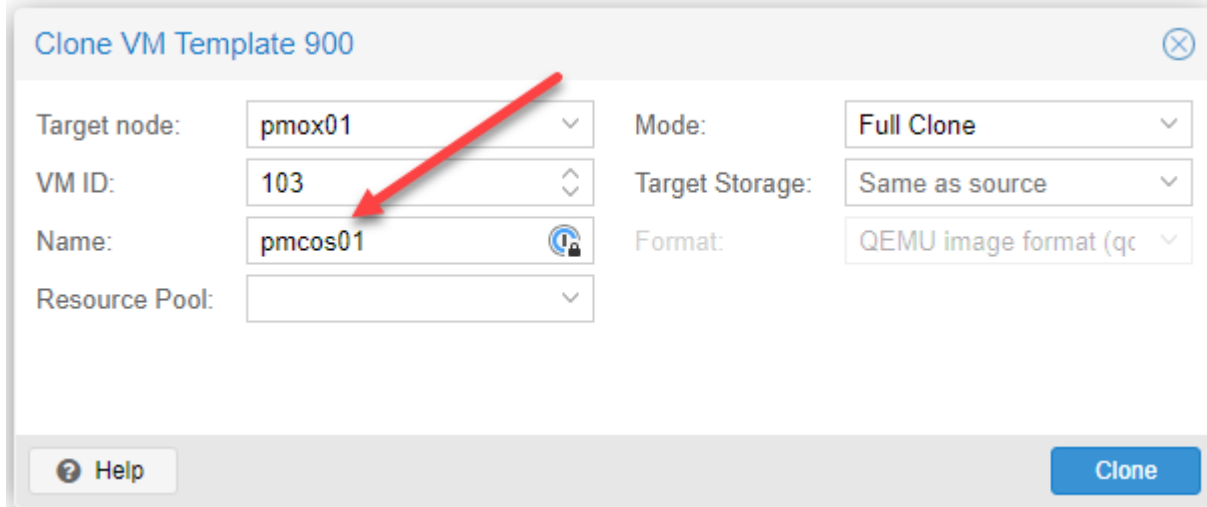 Clone VM Template 900
Target node: pmox01 Mode: Full Clone
VM ID: 103 Target Storage: Same as source
Name: pmcos01 Format: QEMU image format (qc
Resource Pool:
Help Clone